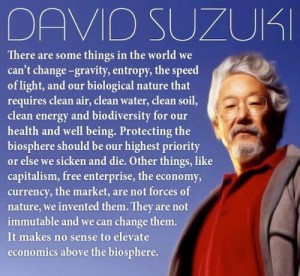 DAVID SUZUKI
There are some things in the world we
can't change –gravity, entropy, the speed
of light, and our biological nature that
requires clean air, clean water, clean soil,
clean energy and biodiversity for our
health and well being. Protecting the
biosphere should be our highest priority
or else we sicken and die. Other things, like
capitalism, free enterprise, the economy,
currency, the market, are not forces of
nature, we invented them. They are not
immutable and we can change them.
It makes no sense to elevate
economics above the biosphere.